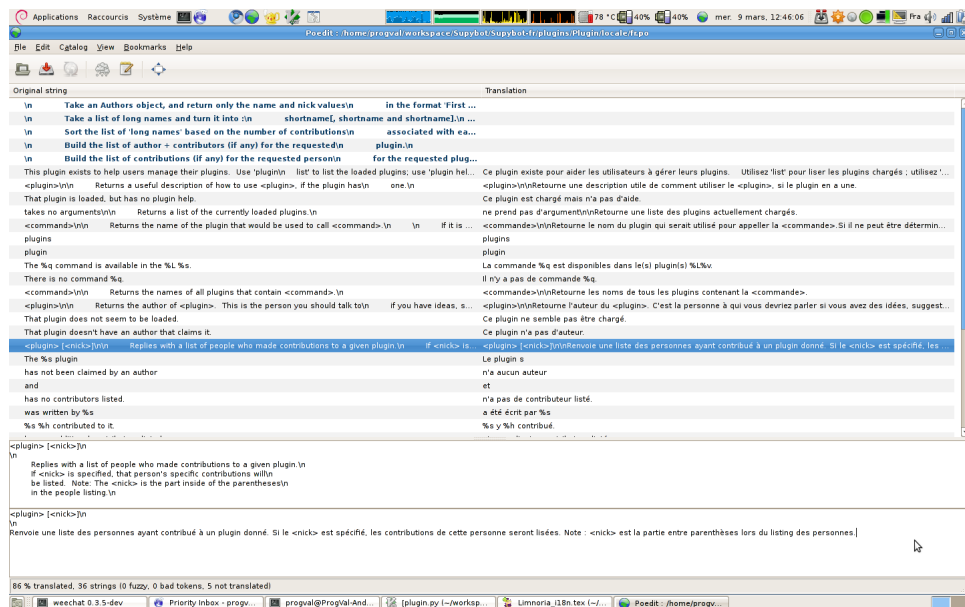 Applications Raccourcis Système 78 °C 40% 40% mer. 9 mars, 12:46:06 Fra
Poedit : /home/progval/workspace/Supybot/Supybot-fr/plugins/Plugin/locale/fr.po
File Edit Catalog View Bookmarks Help
Original string Translation
\n Take an Authors object, and return only the name and nick values\n in the format 'First ...
\n Take a list of long names and turn it into :\n shortname[, shortname and shortname].\n ...
\n Sort the list of 'long names' based on the number of contributions\n associated with ea...
\n Build the list of author + contributors (if any) for the requested\n plugin.\n
\n Build the list of contributions (if any) for the requested person\n for the requested plug...
This plugin exists to help users manage their plugins. Use 'plugin\n list' to list the loaded plugins; use 'plugin hel... Ce plugin existe pour aider les utilisateurs à gérer leurs plugins. Utilisez 'list' pour liser les plugins chargés ; utilisez '...
<plugin>\n\n Returns a useful description of how to use <plugin>, if the plugin has\n one.\n <plugin>\n\nRetourne une description utile de comment utiliser le <plugin>, si le plugin en a une.
That plugin is loaded, but has no plugin help. Ce plugin est chargé mais n'a pas d'aide.
takes no arguments\n\n Returns a list of the currently loaded plugins.\n ne prend pas d'argument\n\nRetourne une liste des plugins actuellement chargés.
<command>\n\n Returns the name of the plugin that would be used to call <command>.\n \n If it is ... <commande>\n\nRetourne le nom du plugin qui serait utilisé pour appeller la <commande>.Si il ne peut être détermin...
plugins plugins
plugin plugin
The %q command is available in the %L %s. La commande %q est disponibles dans le(s) plugin(s) %L%v.
There is no command %q. Il n'y a pas de commande %q.
<command>\n\n Returns the names of all plugins that contain <command>.\n <commande>\n\nRetourne les noms de tous les plugins contenant la <commande>.
<plugin>\n\n Returns the author of <plugin>. This is the person you should talk to\n if you have ideas, s... <plugin>\n\nRetourne l'auteur du <plugin>. C'est la personne à qui vous devriez parler si vous avez des idées, suggest...
That plugin does not seem to be loaded. Ce plugin ne semble pas être chargé.
That plugin doesn't have an author that claims it. Ce plugin n'a pas d'auteur.
<plugin> [<nick>]\n\n Replies with a list of people who made contributions to a given plugin.\n If <nick> is... <plugin> [<nick>]\n\nRenvoie une liste des personnes ayant contribué à un plugin donné. Si le <nick> est spécifié, les ...
The %s plugin Le plugin s
has not been claimed by an author n'a aucun auteur
and et
has no contributors listed. n'a pas de contributeur listé.
was written by %s a été écrit par %s
%s %h contributed to it. %s y %h contribué.
<plugin> [<nick>]\n
\n
Replies with a list of people who made contributions to a given plugin.\n
If <nick> is specified, that person's specific contributions will\n
be listed. Note: The <nick> is the part inside of the parentheses\n
in the people listing.\n
<plugin> [<nick>]\n
\n
Renvoie une liste des personnes ayant contribué à un plugin donné. Si le <nick> est spécifié, les contributions de cette personne seront lisées. Note : <nick> est la partie entre parenthèses lors du listing des personnes.
86 % translated, 36 strings (0 fuzzy, 0 bad tokens, 5 not translated)
weechat 0.3.5-dev Priority Inbox - progv... progval@ProgVal-And... [plugin.py (~/worksp... Limnoria_i18n.tex (~/... Poedit : /home/progv...